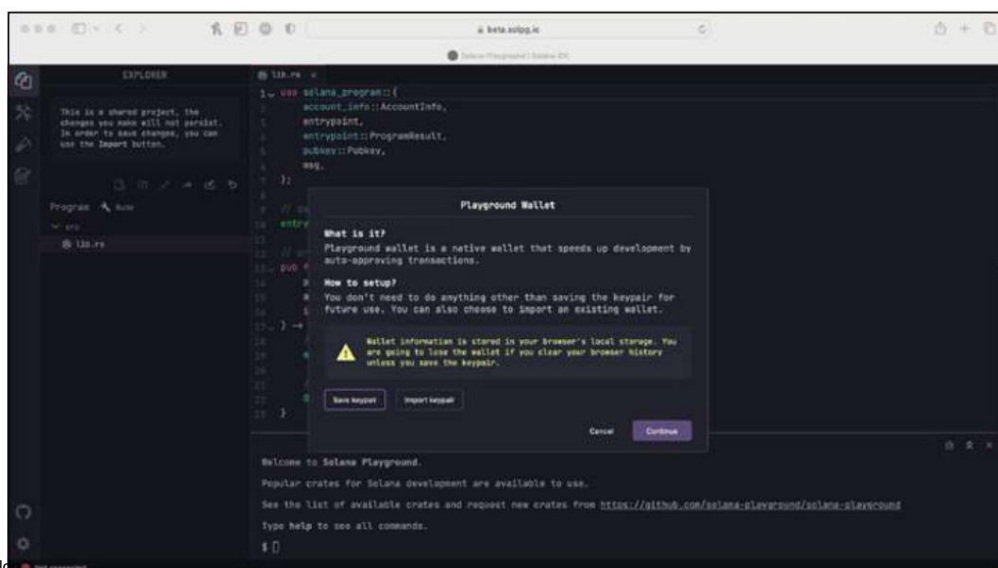 beta.solpg.io
Solana Playground | Solana IDE
EXPLORER
lib.rs
This is a shared project, the
changes you make will not persist.
In order to save changes, you can
use the Import button.
Program
Build
src
lib.rs
1 use solana_program::{
account_info::AccountInfo,
entrypoint,
entrypoint::ProgramResult,
pubkey::Pubkey,
msg,
};
entry
pub
}
Playground Wallet
What is it?
Playground wallet is a native wallet that speeds up development by
auto-approving transactions.
How to setup?
You don't need to do anything other than saving the keypair for
future use. You can also choose to import an existing wallet.
Wallet information is stored in your browser's local storage. You
are going to lose the wallet if you clear your browser history
unless you save the keypair.
Save keypair
Import keypair
Cancel
Continue
Welcome to Solana Playground.
Popular crates for Solana development are available to use.
See the list of available crates and request new crates from https://github.com/solana-playground/solana-playground
Type help to see all commands.
$